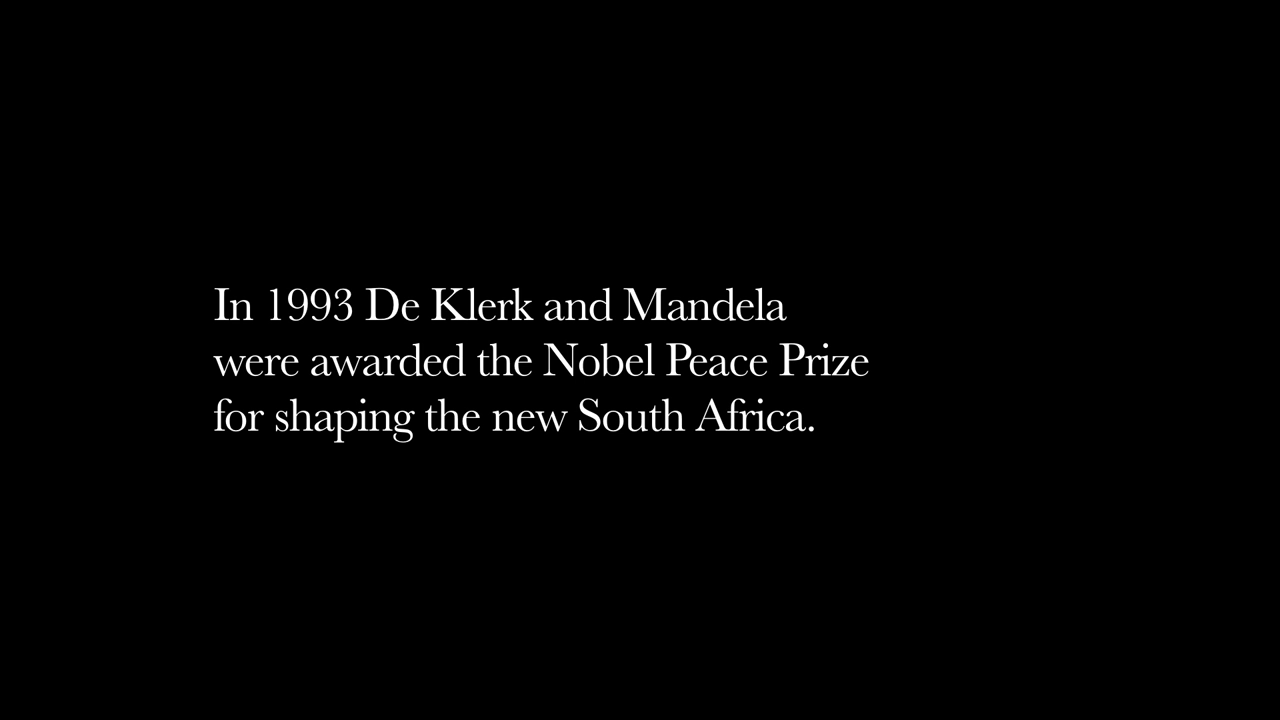 In 1993 De Klerk and Mandela
were awarded the Nobel Peace Prize
for shaping the new South Africa.